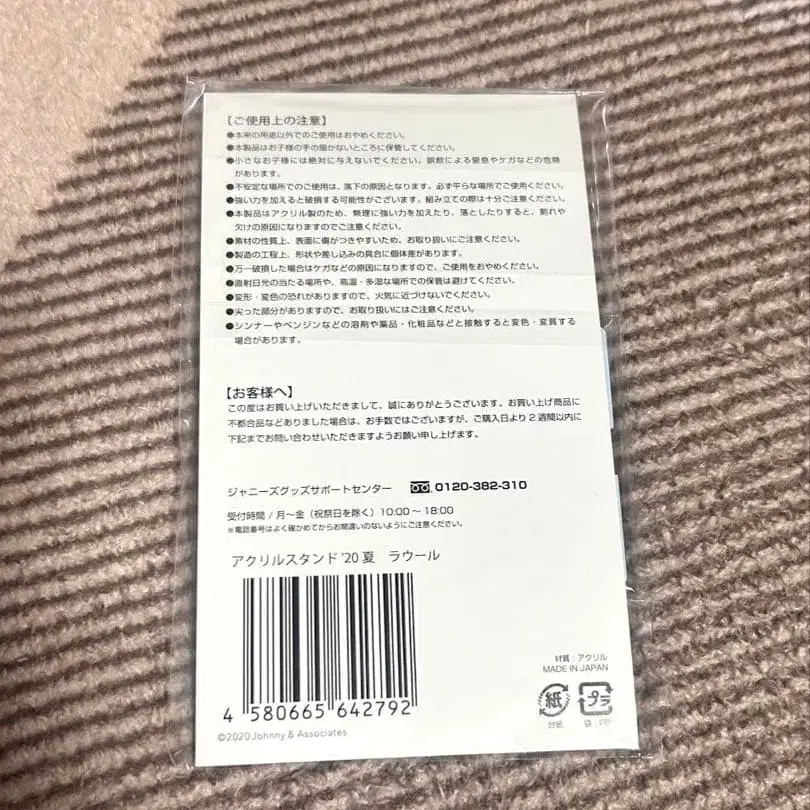 【ご使用上の注意】
●本来の用途以外でのご使用はおやめください。
●本製品はお子様の手の届かないところに保管してください。
●小さなお子様には絶対に与えないでください。誤飲による窒息やケガなどの危険
があります。
●不安定な場所でのご使用は、落下の原因となります。必ず平らな場所でご使用ください。
●強い力を加えると破損する可能性がございます。組み立ての際は十分ご注意ください。
●本製品はアクリル製のため、無理に強い力を加えたり、落としたりすると、割れや
欠けの原因になりますのでご注意ください。
●素材の性質上、表面に傷がつきやすいため、お取り扱いにご注意ください。
●製造の工程上、形状や差し込みの具合に個体差があります。
●万一破損した場合はケガなどの原因になりますので、ご使用をおやめください。
●直射日光の当たる場所や、高温・多湿な場所での保管は避けてください。
●変形・変色の恐れがありますので、火気に近づけないでください。
●尖った部分がありますので、お取り扱いにはご注意ください。
●シンナーやベンジンなどの溶剤や薬品・化粧品などと接触すると変色・変質する
場合があります。
【お客様へ】
この度はお買い上げいただきまして、誠にありがとうございます。お買い上げ商品に
不都合品などありました場合は、お手数ではございますが、ご購入日より2週間以内に
下記までお問い合わせいただきますようお願い申し上げます。
ジャニーズグッズサポートセンター 0120-382-310
受付時間 / 月～金（祝祭日を除く）10:00～18:00
※電話番号はよく確かめてからお間違いのないようにご注意ください。
アクリルスタンド '20 夏 ラウール
材質：アクリル
MADE IN JAPAN
4 580665 642792
紙 プラ
台紙 袋：PP
©2020 Johnny & Associates